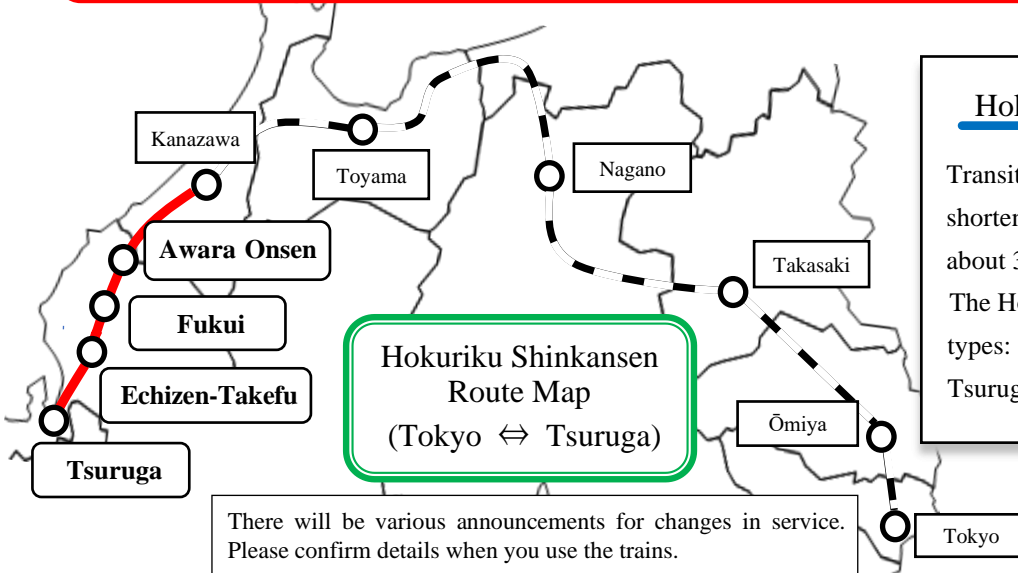 Kanazawa
Toyama
Nagano
Awara Onsen
Takasaki
Fukui
Hokuriku Shinkansen
Route Map
(Tokyo ⇔ Tsuruga)
Echizen-Takefu
Ōmiya
Tsuruga
Tokyo
There will be various announcements for changes in service.
Please confirm details when you use the trains.
Hok
Transit
shorten
about 3
The Ho
types:
Tsuruga